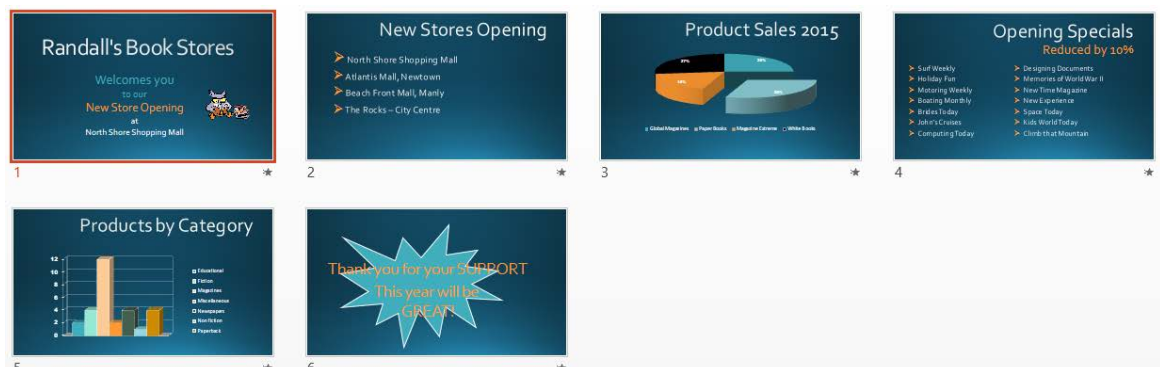 Randall's Book Stores
Welcomes you
to our
New Store Opening
at
North Shore Shopping Mall
1
New Stores Opening
North Shore Shopping Mall
Atlantis Mall, Newtown
Beach Front Mall, Manly
The Rocks – City Centre
2
Product Sales 2015
Global Magazines
Paper Books
Magazine Extreme
White Books
3
Opening Specials
Reduced by 10%
Surf Weekly
Holiday Fun
Motoring Weekly
Boating Monthly
Brides Today
John's Cruises
Computing Today
Designing Documents
Memories of World War II
New Time Magazine
New Experience
Space Today
Kids World Today
Climb that Mountain
4
Products by Category
12
10
8
6
4
2
0
Educational
Fiction
Magazines
Miscellaneous
Newspapers
Non fiction
Paperback
5
Thank you for your SUPPORT
This year will be
GREAT!
6